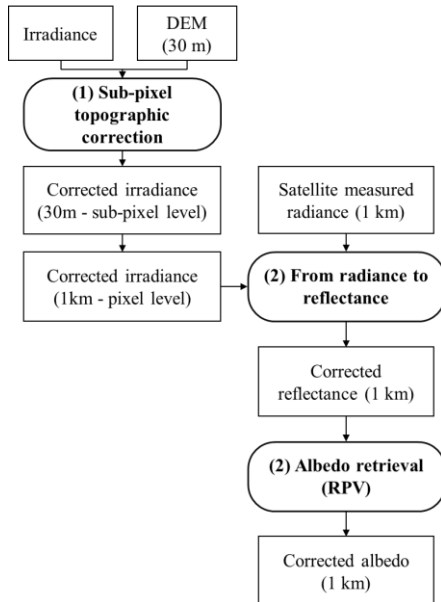 Irradiance
DEM
(30 m)
(1) Sub-pixel
topographic
correction
Corrected irradiance
(30m - sub-pixel level)
Satellite measured
radiance (1 km)
Corrected irradiance
(1km - pixel level)
(2) From radiance to
reflectance
Corrected
reflectance (1 km)
(2) Albedo retrieval
(RPV)
Corrected albedo
(1 km)